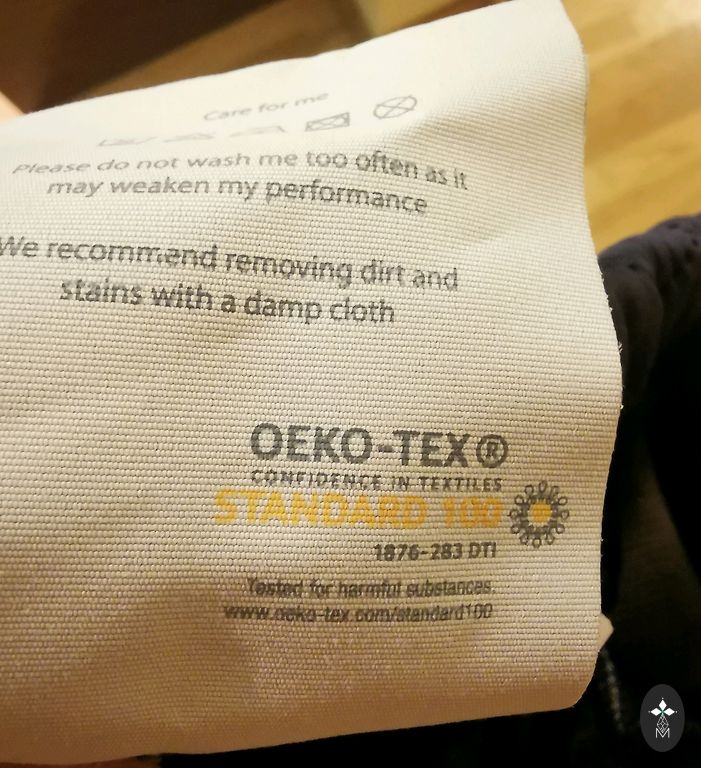 Care for me
Please do not wash me too often as it
may weaken my performance
We recommend removing dirt and
stains with a damp cloth
OEKO-TEX®
CONFIDENCE IN TEXTILES
STANDARD 100
1876-283 DTI
Tested for harmful substances.
www.oeko-tex.com/standard100
M